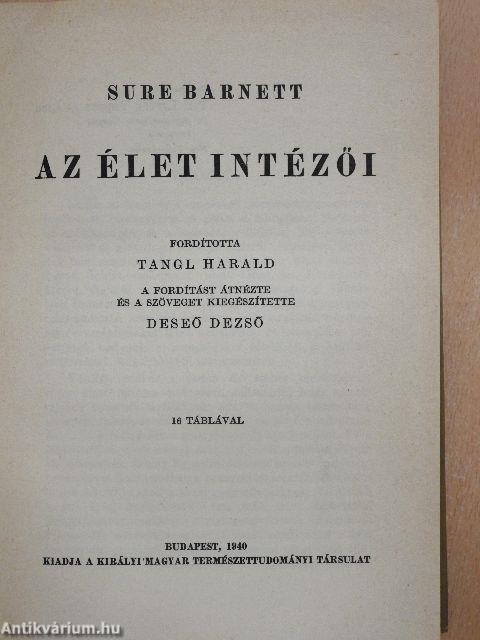 SURE BARNETT
AZ ÉLET INTÉZŐI
FORDÍTOTTA
TANGL HARALD
A FORDÍTÁST ÁTNÉZTE
ÉS A SZÖVEGET KIEGÉSZÍTETTE
DESEŐ DEZSŐ
16 TÁBLÁVAL
BUDAPEST, 1940
KIADJA A KIRÁLYI MAGYAR TERMÉSZETTUDOMÁNYI TÁRSULAT
Antikvárium.hu